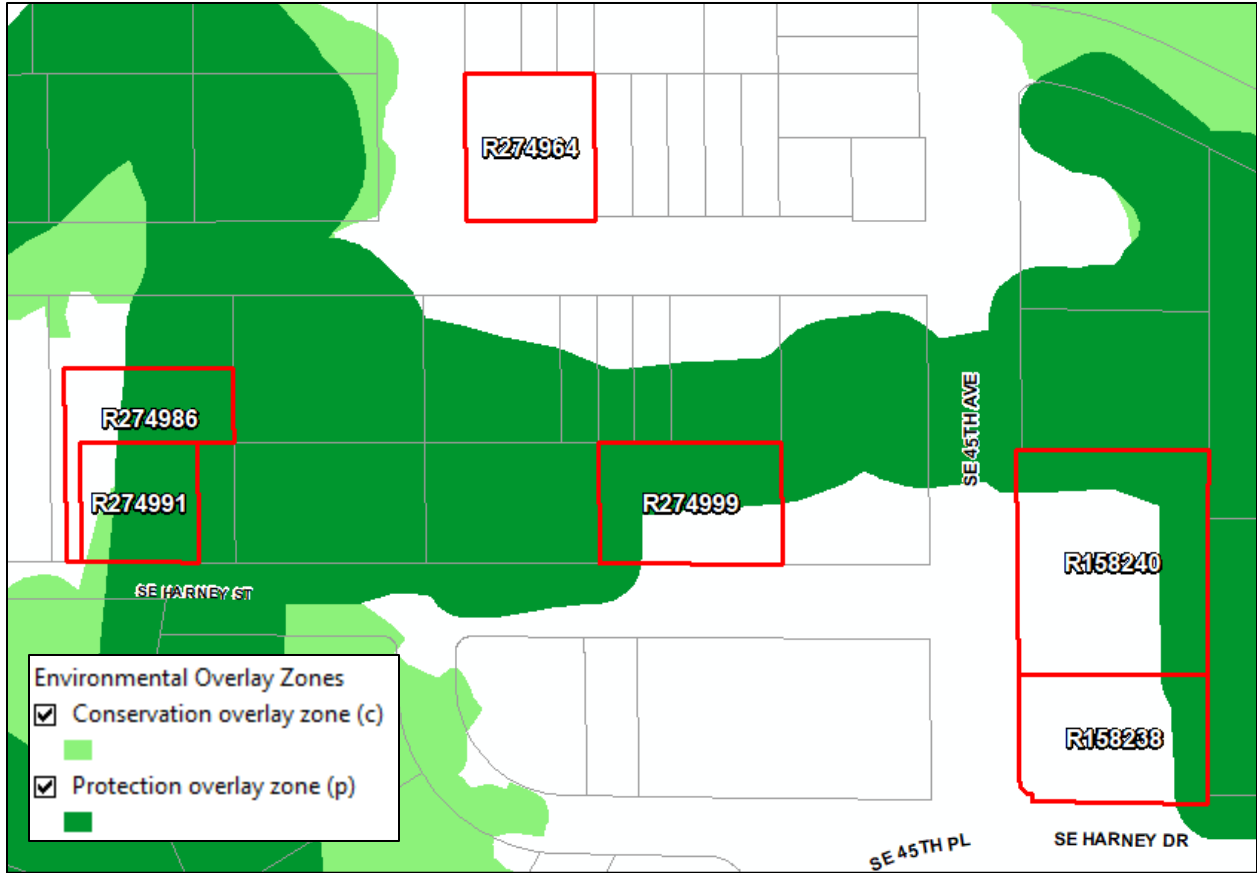 R274964
R274986
R274991
R274999
SE 45TH AVE
R158240
SE HARNEY ST
R158238
Environmental Overlay Zones
Conservation overlay zone (c)
Protection overlay zone (p)
SE 45TH PL
SE HARNEY DR